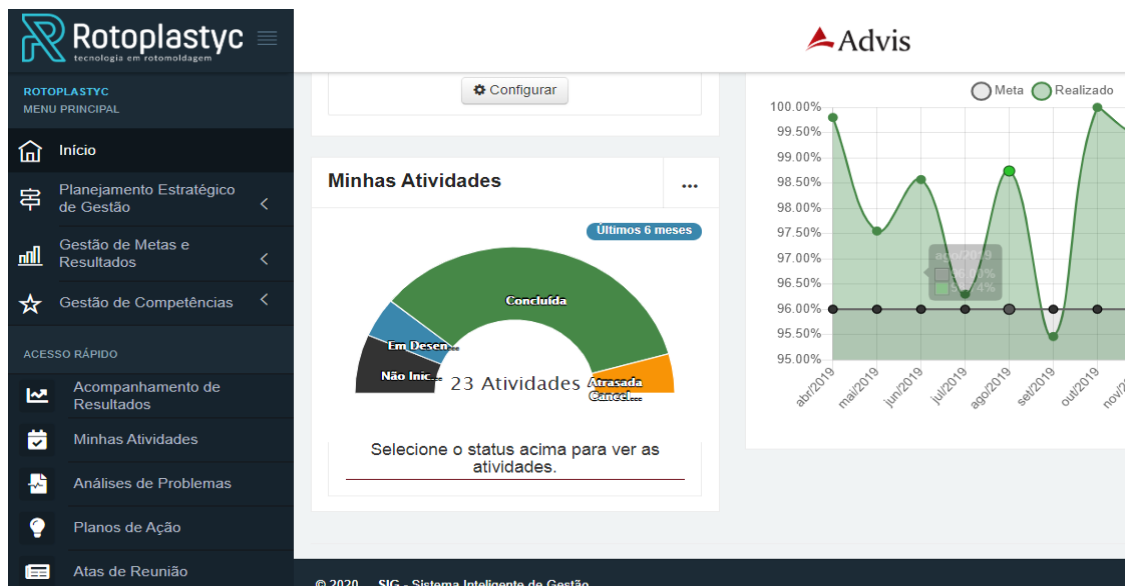 Rotoplastyc
tecnologia em rotomoldagem
Advis
ROTOPLASTYC
MENU PRINCIPAL
Início
Planejamento Estratégico
de Gestão
Gestão de Metas e
Resultados
Gestão de Competências
ACESSO RÁPIDO
Acompanhamento de
Resultados
Minhas Atividades
Análises de Problemas
Planos de Ação
Atas de Reunião
Configurar
Minhas Atividades
...
Últimos 6 meses
Concluída
Em Desen...
Não Inic...
23 Atividades
Atrasada
Cancel...
Selecione o status acima para ver as
atividades.
Meta Realizado
100.00%
99.50%
99.00%
98.50%
98.00%
97.50%
97.00%
96.50%
96.00%
95.50%
95.00%
ago/2019
96.00%
abr/2019
mai/2019
jun/2019
jul/2019
ago/2019
set/2019
out/2019
© 2020 SIG - Sistema Inteligente de Gestão